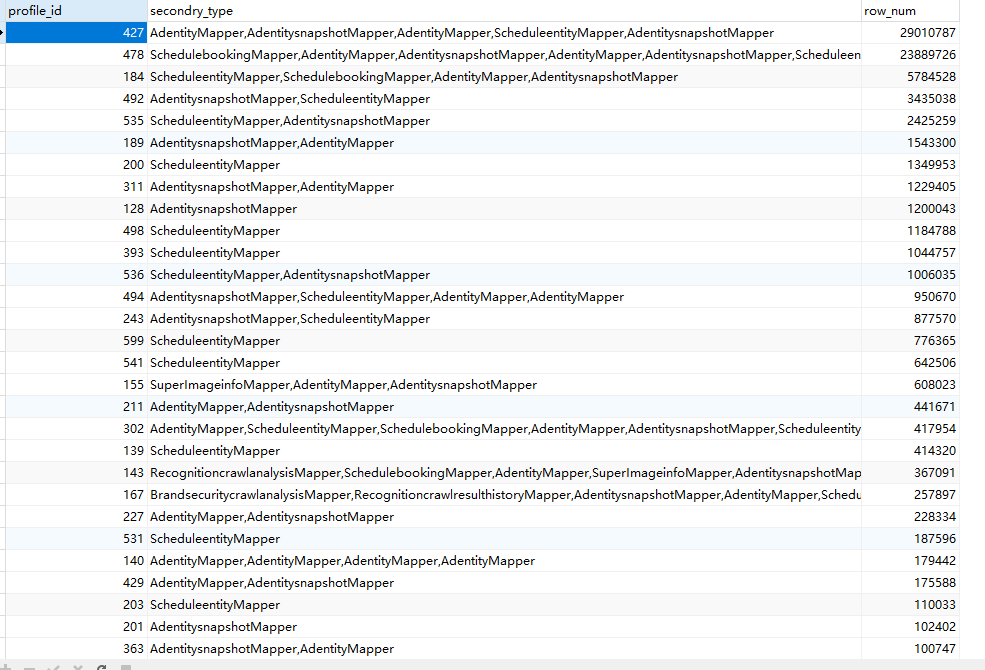 profile_id secondry_type row_num
427 AdentityMapper,AdentitysnapshotMapper,AdentityMapper,ScheduleentityMapper,AdentitysnapshotMapper 29010787
478 SchedulebookingMapper,AdentityMapper,AdentitysnapshotMapper,AdentityMapper,AdentitysnapshotMapper,Scheduleen 23889726
184 ScheduleentityMapper,SchedulebookingMapper,AdentityMapper,AdentitysnapshotMapper 5784528
492 AdentitysnapshotMapper,ScheduleentityMapper 3435038
535 ScheduleentityMapper,AdentitysnapshotMapper 2425259
189 AdentitysnapshotMapper,AdentityMapper 1543300
200 ScheduleentityMapper 1349953
311 AdentitysnapshotMapper,AdentityMapper 1229405
128 AdentitysnapshotMapper 1200043
498 ScheduleentityMapper 1184788
393 ScheduleentityMapper 1044757
536 ScheduleentityMapper,AdentitysnapshotMapper 1006035
494 AdentitysnapshotMapper,ScheduleentityMapper,AdentityMapper,AdentityMapper 950670
243 AdentitysnapshotMapper,ScheduleentityMapper 877570
599 ScheduleentityMapper 776365
541 ScheduleentityMapper 642506
155 SuperImageinfoMapper,AdentityMapper,AdentitysnapshotMapper 608023
211 AdentityMapper,AdentitysnapshotMapper 441671
302 AdentityMapper,ScheduleentityMapper,SchedulebookingMapper,AdentityMapper,AdentitysnapshotMapper,Scheduleentity 417954
139 ScheduleentityMapper 414320
143 RecognitioncrawlanalysisMapper,SchedulebookingMapper,AdentityMapper,SuperImageinfoMapper,AdentitysnapshotMap 367091
167 BrandsecuritycrawlanalysisMapper,RecognitioncrawlresulthistoryMapper,AdentitysnapshotMapper,AdentityMapper,Schedu 257897
227 AdentityMapper,AdentitysnapshotMapper 228334
531 ScheduleentityMapper 187596
140 AdentityMapper,AdentityMapper,AdentityMapper,AdentityMapper 179442
429 AdentityMapper,AdentitysnapshotMapper 175588
203 ScheduleentityMapper 110033
201 AdentitysnapshotMapper 102402
363 AdentitysnapshotMapper,AdentityMapper 100747